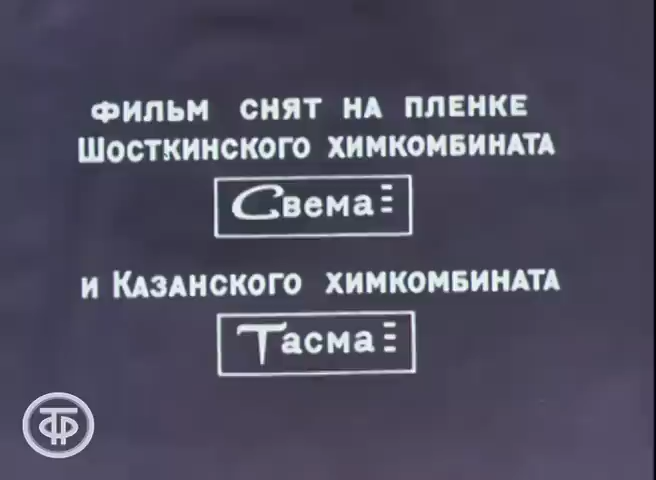 ФИЛЬМ СНЯТ НА ПЛЕНКЕ
ШОСТКИНСКОГО ХИМКОМБИНАТА
Свема
И КАЗАНСКОГО ХИМКОМБИНАТА
Тасма